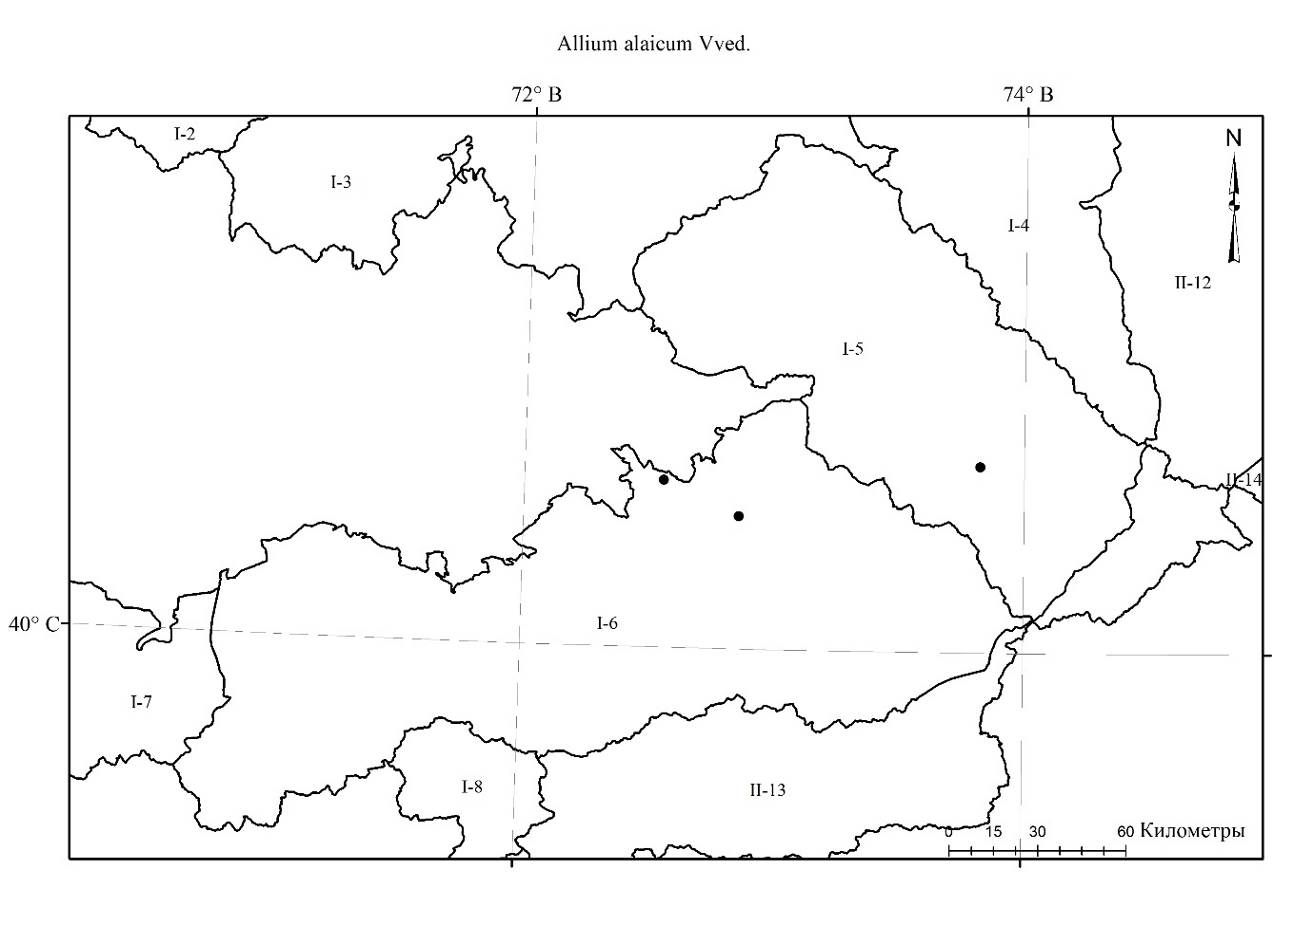 Allium alaicum Vved.
72° В
74° В
I-2
N
I-3
I-4
II-12
I-5
II-14
40° С
I-6
I-7
I-8
II-13
0 15 30 60 Километры